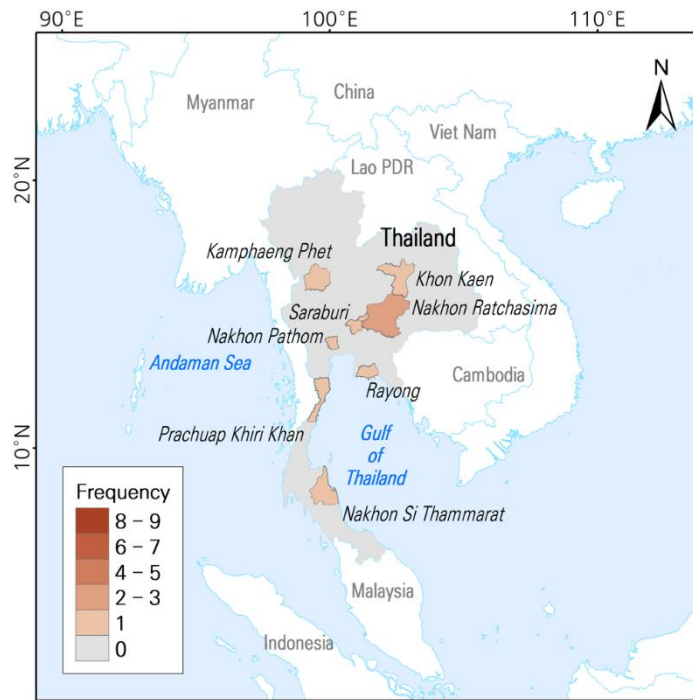 90°E
100°E
110°E
N
China
Myanmar
Viet Nam
Lao PDR
20°N
Thailand
Kamphaeng Phet
Khon Kaen
Saraburi
Nakhon Ratchasima
Nakhon Pathom
Andaman Sea
Cambodia
Rayong
Prachuap Khiri Khan
Gulf
of
Thailand
10°N
Nakhon Si Thammarat
Frequency
8 – 9
6 – 7
4 – 5
2 – 3
1
0
Malaysia
Indonesia